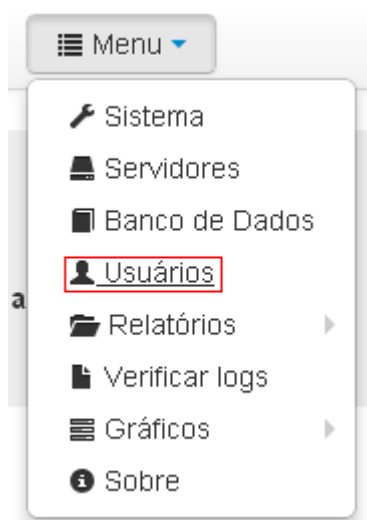 Menu
Sistema
Servidores
Banco de Dados
Usuários
a
Relatórios
Verificar logs
Gráficos
Sobre